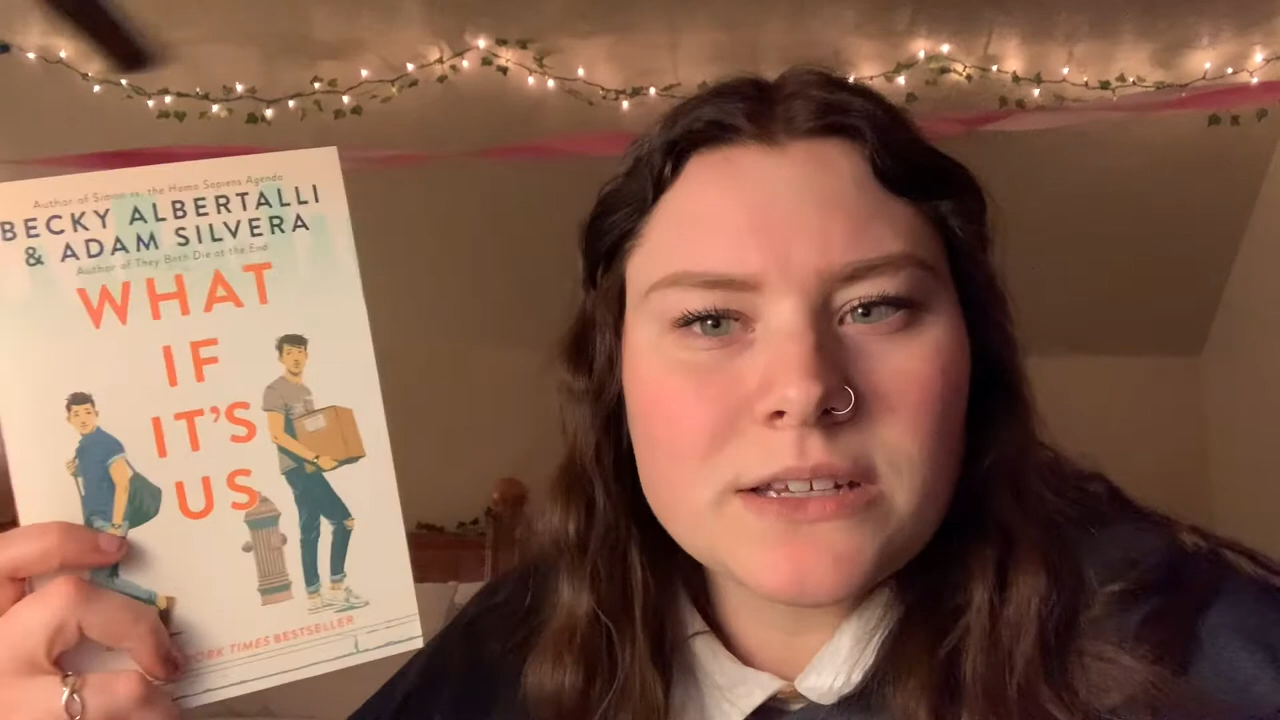 Author of Simon vs. the Homo Sapiens Agenda
BECKY ALBERTALLI
& ADAM SILVERA
Author of They Both Die at the End
WHAT
IF
IT'S
US
YORK TIMES BESTSELLER